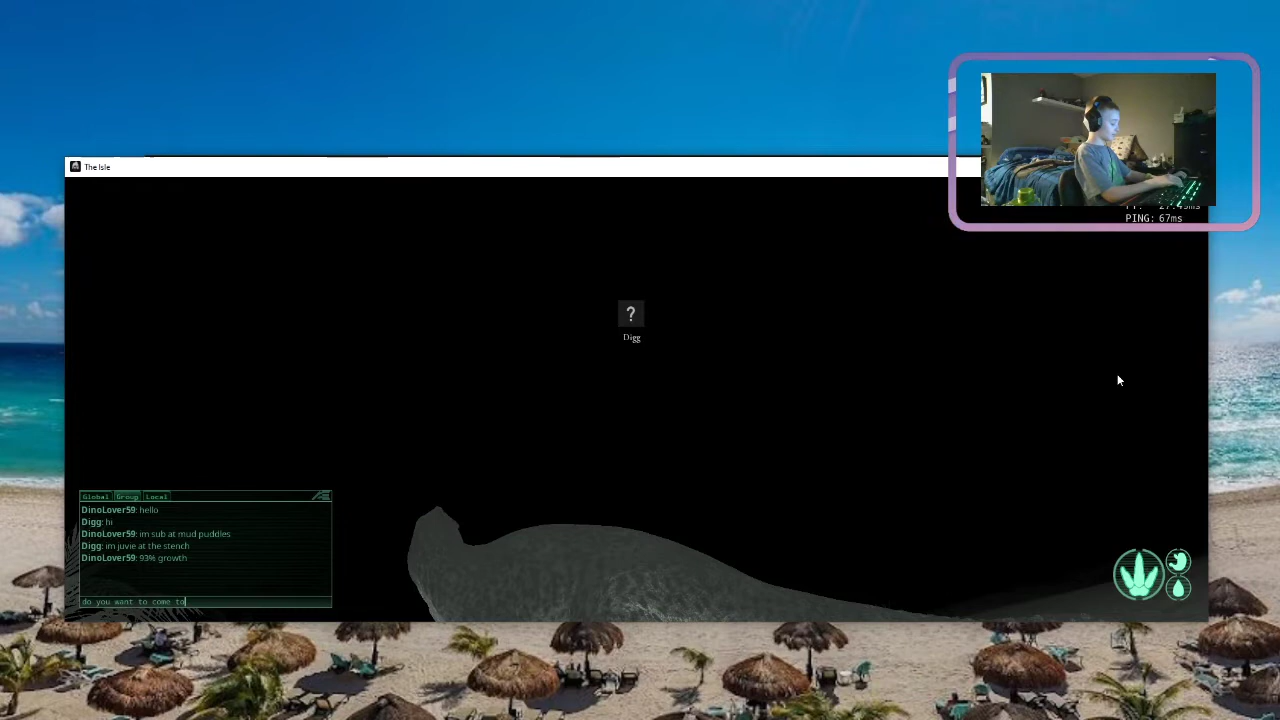 The Isle
PING: 67ms
?
Digg
Global Group Local
DinoLover59: hello
Digg: hi
DinoLover59: im sub at mud puddles
Digg: im juvie at the stench
DinoLover59: 93% growth
do you want to come to